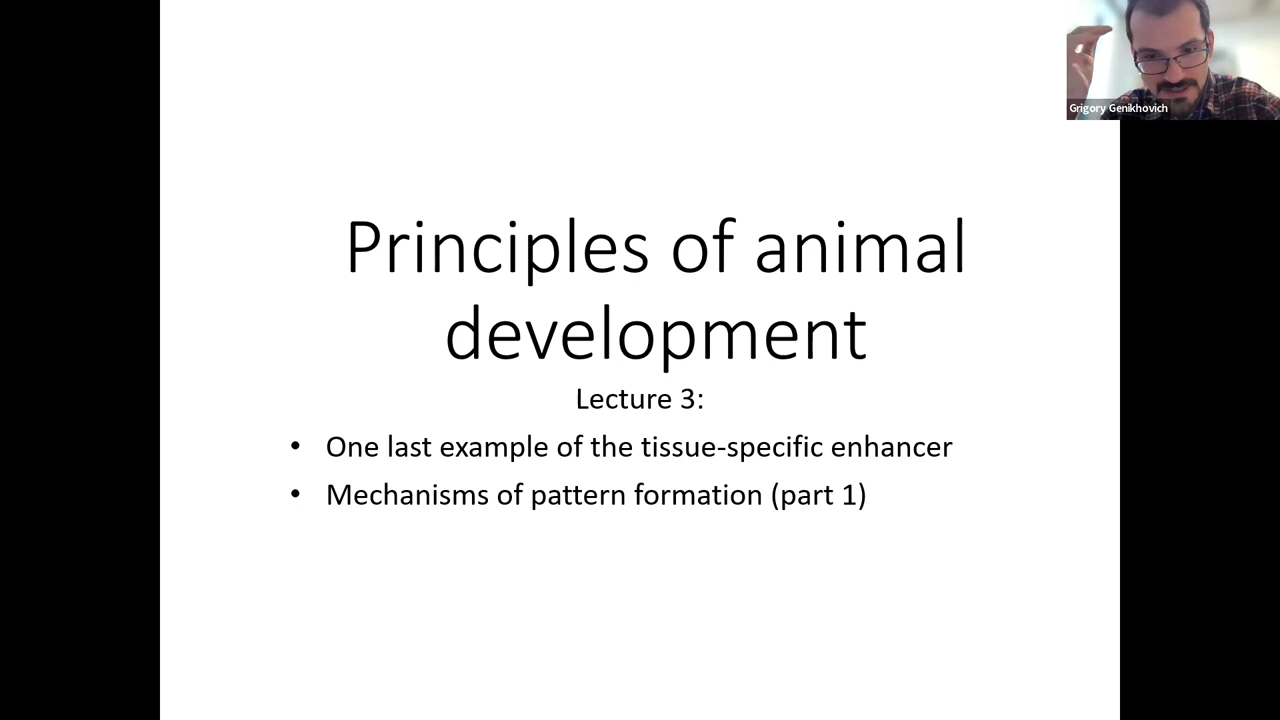 Grigory Genikhovich
Principles of animal
development
Lecture 3:
• One last example of the tissue-specific enhancer
• Mechanisms of pattern formation (part 1)